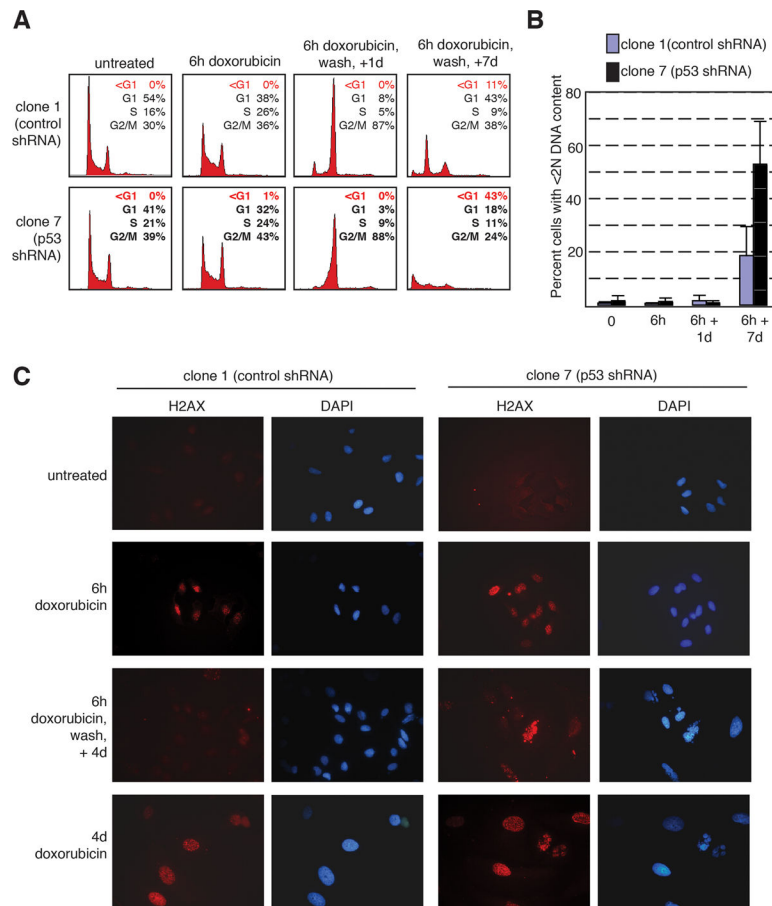 A
untreated
6h doxorubicin
6h doxorubicin,
wash, +1d
6h doxorubicin,
wash, +7d
clone 1
(control
shRNA)
<G1 0%
G1 54%
S 16%
G2/M 30%
<G1 0%
G1 38%
S 26%
G2/M 36%
<G1 0%
G1 8%
S 5%
G2/M 87%
<G1 11%
G1 43%
S 9%
G2/M 38%
clone 7
(p53
shRNA)
<G1 0%
G1 41%
S 21%
G2/M 39%
<G1 1%
G1 32%
S 24%
G2/M 43%
<G1 0%
G1 3%
S 9%
G2/M 88%
<G1 43%
G1 18%
S 11%
G2/M 24%
B
clone 1(control shRNA)
clone 7 (p53 shRNA)
Percent cells with <2N DNA content
80
60
40
20
0
6h
6h +
1d
6h +
7d
C
clone 1 (control shRNA)
clone 7 (p53 shRNA)
H2AX
DAPI
H2AX
DAPI
untreated
6h
doxorubicin
6h
doxorubicin,
wash,
+ 4d
4d
doxorubicin